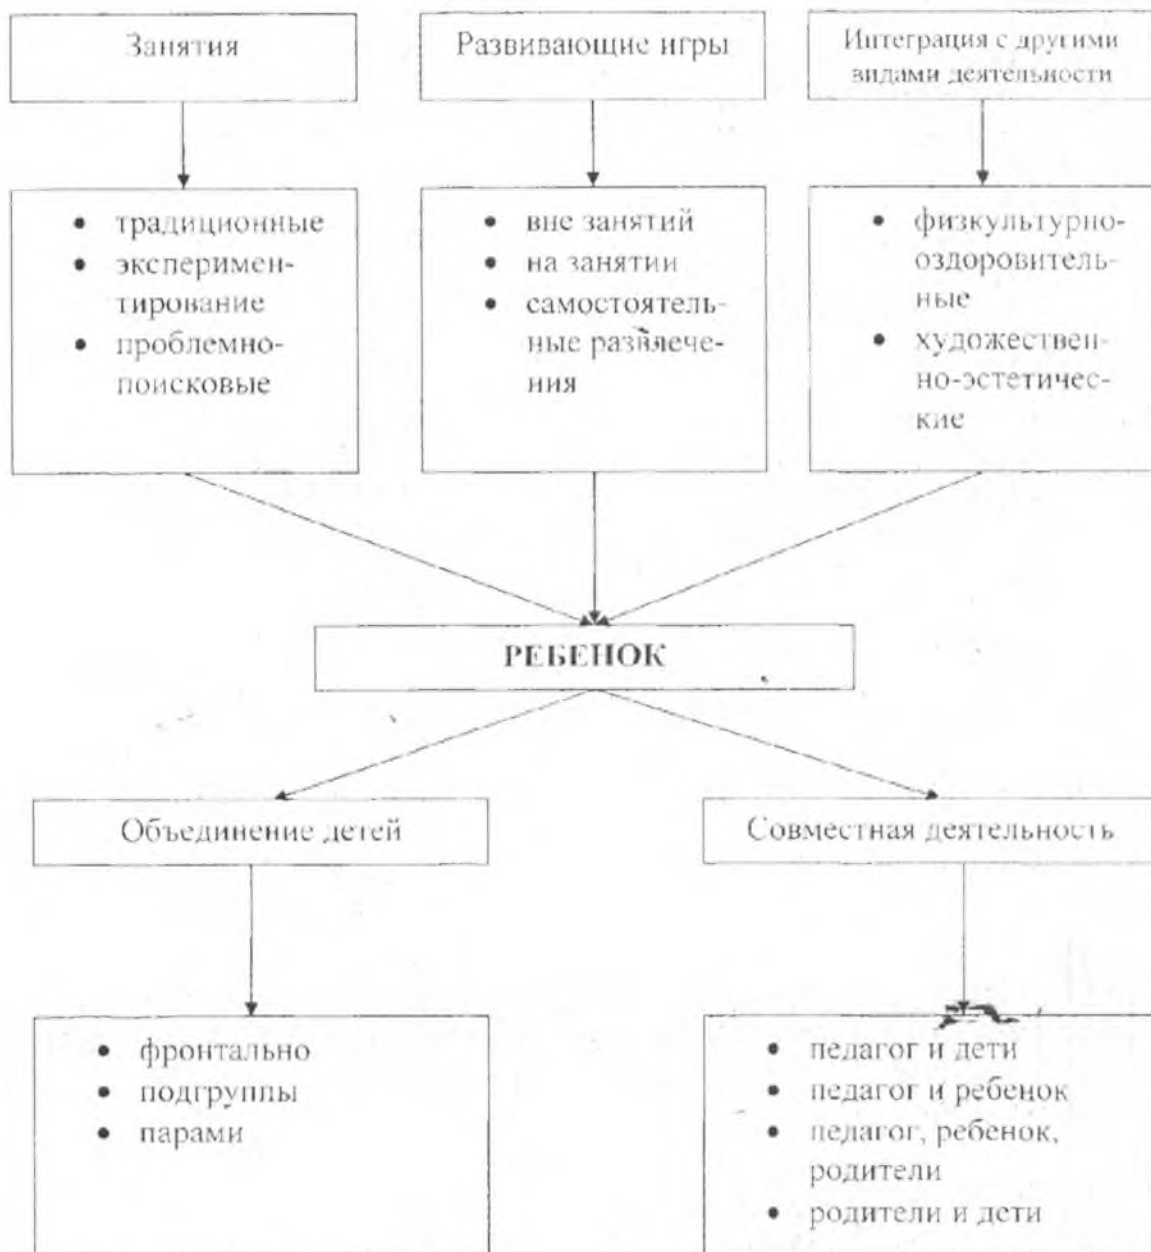 Занятия
Развивающие игры
Интеграция с другими
видами деятельности
• традиционные
• эксперимен-
тирование
• проблемно-
поисковые
• вне занятий
• на занятии
• самостоятель-
ные развлече-
ния
• физкультурно-
оздоровитель-
ные
• художествен-
но-эстетичес-
кие
РЕБЕНОК
Объединение детей
Совместная деятельность
• фронтально
• подгруппы
• парами
• педагог и дети
• педагог и ребенок
• педагог, ребенок,
родители
• родители и дети